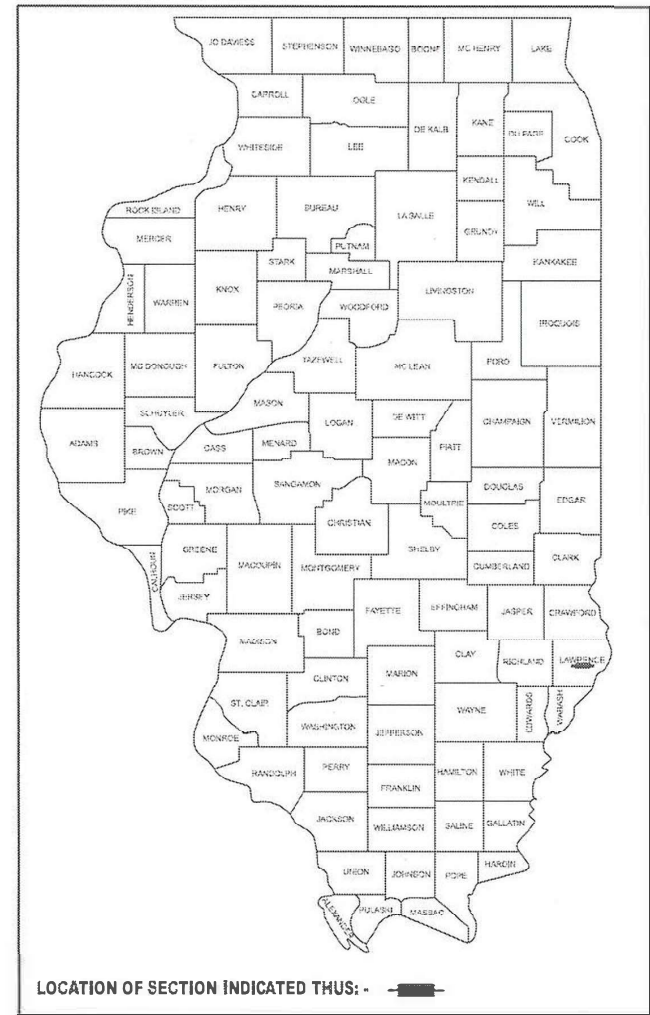 JO DAVIESS STEPHENSON WINNEBAGO BOONE MC HENRY LAKE
CARROLL OGLE DE KALB KANE DU PAGE COOK
WHITESIDE LEE
KENDALL
ROCK ISLAND HENRY BUREAU LA SALLE GRUNDY WILL
MERCER PUTNAM
STARK MARSHALL KANKAKEE
HENDERSON WARREN KNOX PEORIA WOODFORD LIVINGSTON IROQUOIS
HANCOCK MC DONOUGH FULTON TAZEWELL MC LEAN FORD
MASON
SCHUYLER LOGAN DE WITT CHAMPAIGN VERMILION
ADAMS BROWN CASS MENARD MACON PIATT
MORGAN SANGAMON DOUGLAS
PIKE SCOTT CHRISTIAN MOULTRIE COLES EDGAR
CALHOUN GREENE MACOUPIN MONTGOMERY SHELBY CUMBERLAND CLARK
JERSEY FAYETTE EFFINGHAM JASPER CRAWFORD
MADISON BOND
CLINTON MARION CLAY RICHLAND LAWRENCE
ST. CLAIR WASHINGTON JEFFERSON WAYNE EDWARDS WABASH
MONROE
RANDOLPH PERRY HAMILTON WHITE
FRANKLIN
JACKSON WILLIAMSON SALINE GALLATIN
UNION JOHNSON POPE HARDIN
ALEXANDER PULASKI MASSAC
LOCATION OF SECTION INDICATED THUS: -